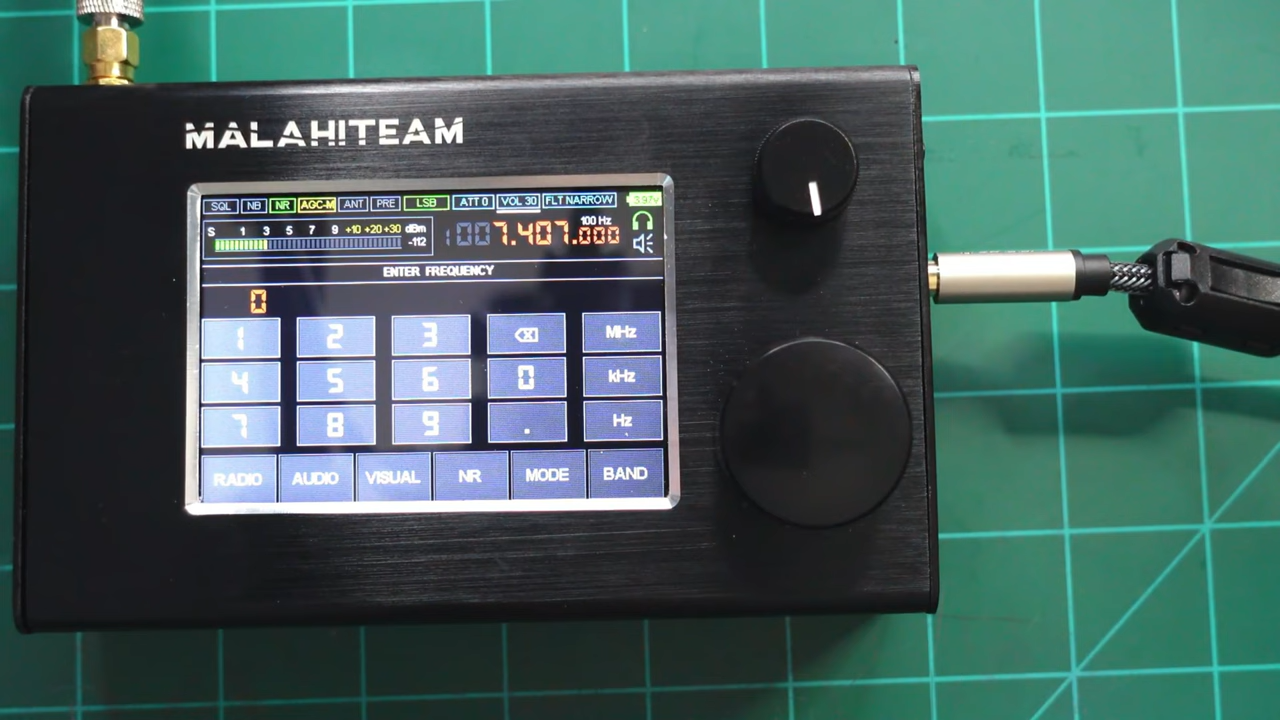 MALAHITEAM
SQL NB NR AGC-M ANT PRE LSB ATT 0 VOL 30 FLT NARROW 3.97V
S 1 3 5 7 9 +10 +20 +30 dBm
-112
100 Hz
7.407.000
ENTER FREQUENCY
0
1 2 3 MHz
4 5 6 0 kHz
7 8 9 . Hz
RADIO AUDIO VISUAL NR MODE BAND